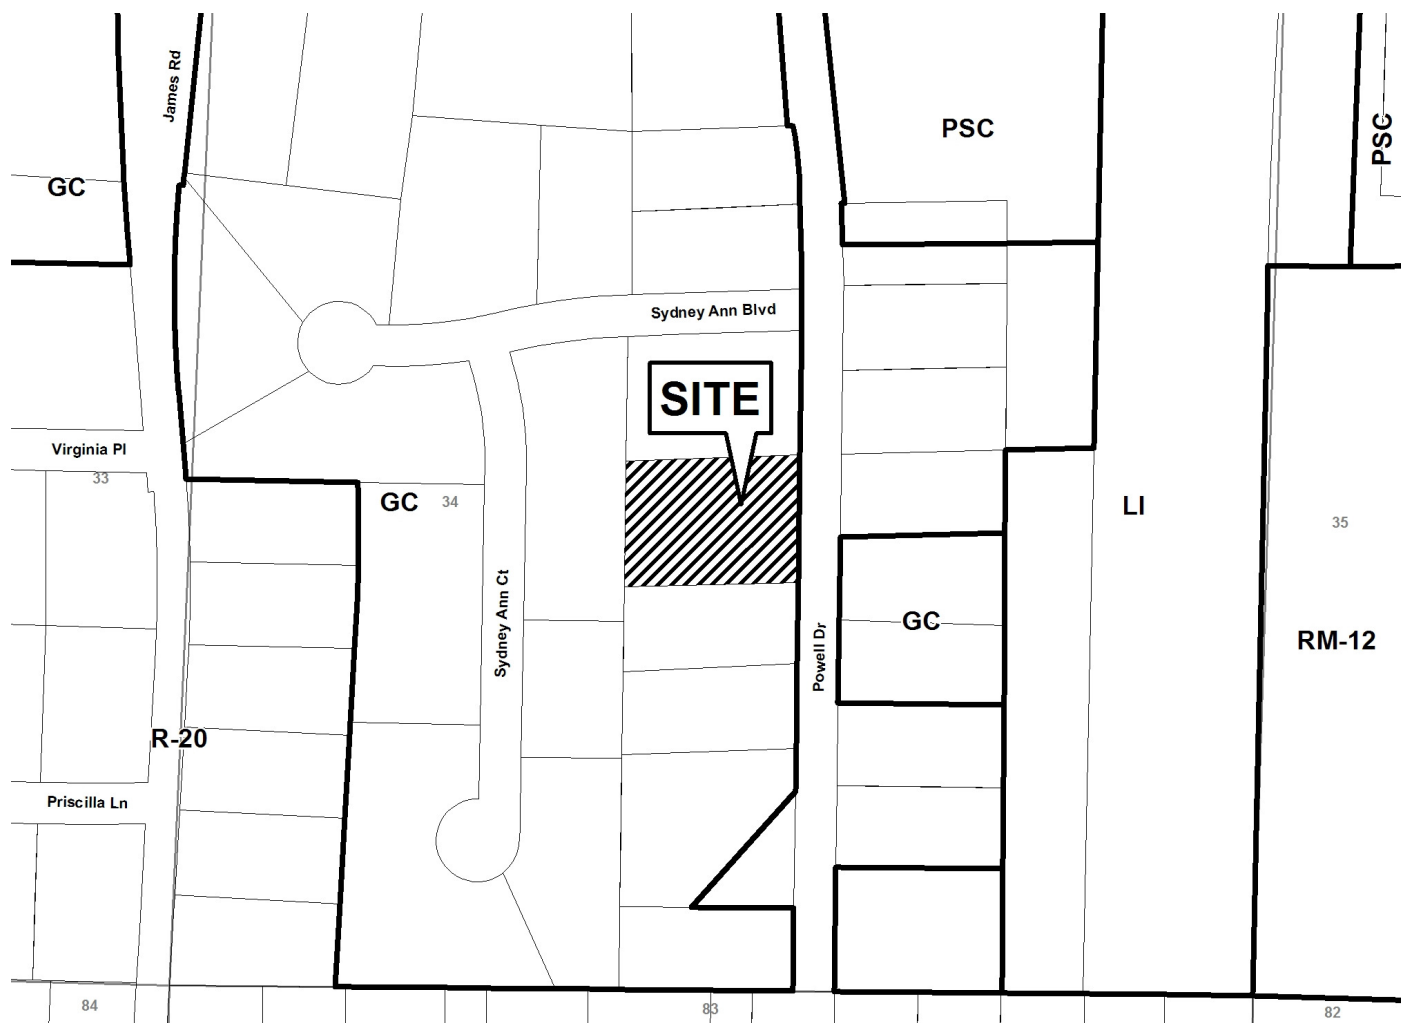 James Rd
PSC
PSC
GC
Sydney Ann Blvd
SITE
Virginia Pl
33
GC
34
LI
35
Sydney Ann Ct
Powell Dr
GC
RM-12
R-20
Priscilla Ln
84
83
82